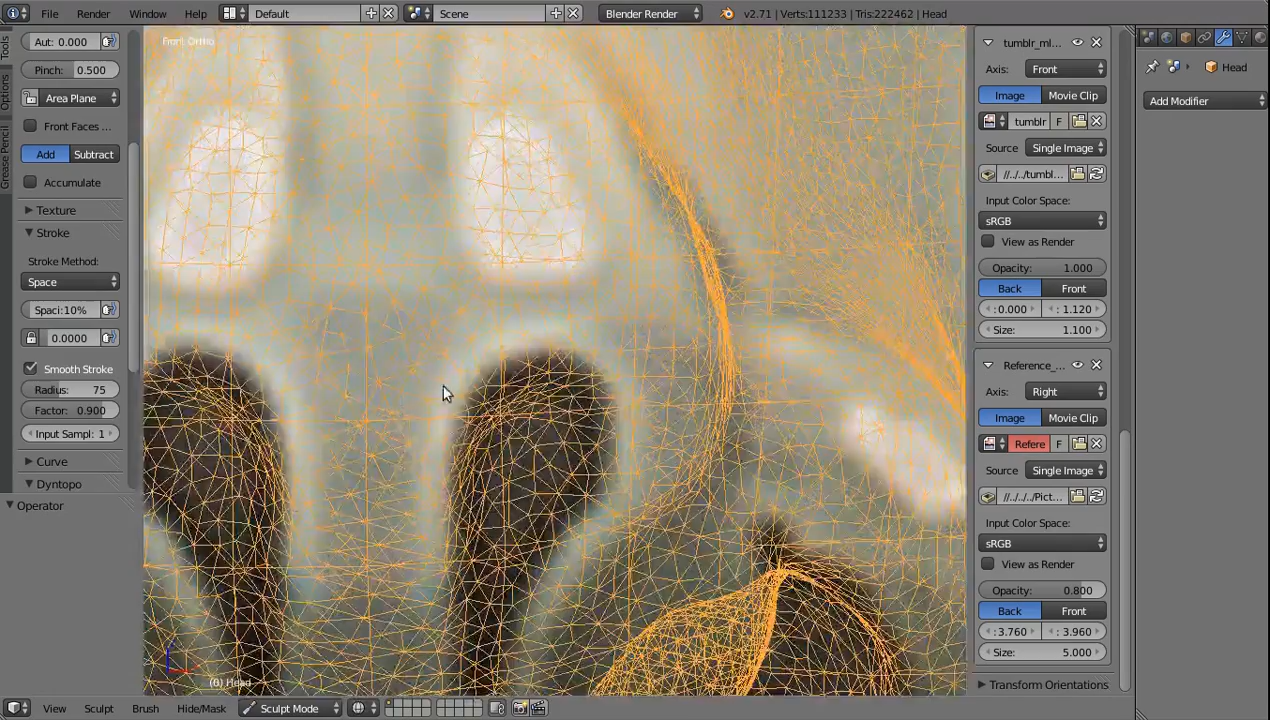 File Render Window Help Default Scene Blender Render v2.71 | Verts:111233 | Tris:222462 | Head
Tools
Options
Grease Pencil
Aut: 0.000
Pinch: 0.500
Area Plane
Front Faces ...
Add Subtract
Accumulate
Texture
Stroke
Stroke Method:
Space
Spaci:10%
0.0000
Smooth Stroke
Radius: 75
Factor: 0.900
Input Sampl: 1
Curve
Dyntopo
Operator
Front Ortho
(6) Head
tumblr_ml...
Axis: Front
Image Movie Clip
tumblr F
Source Single Image
//../../tumbl...
Input Color Space:
sRGB
View as Render
Opacity: 1.000
Back Front
:0.000 : 1.120
Size: 1.100
Reference_...
Axis: Right
Image Movie Clip
Refere F
Source Single Image
//../../../Pict...
Input Color Space:
sRGB
View as Render
Opacity: 0.800
Back Front
:3.760 : 3.960
Size: 5.000
Transform Orientations
Head
Add Modifier
View Sculpt Brush Hide/Mask Sculpt Mode